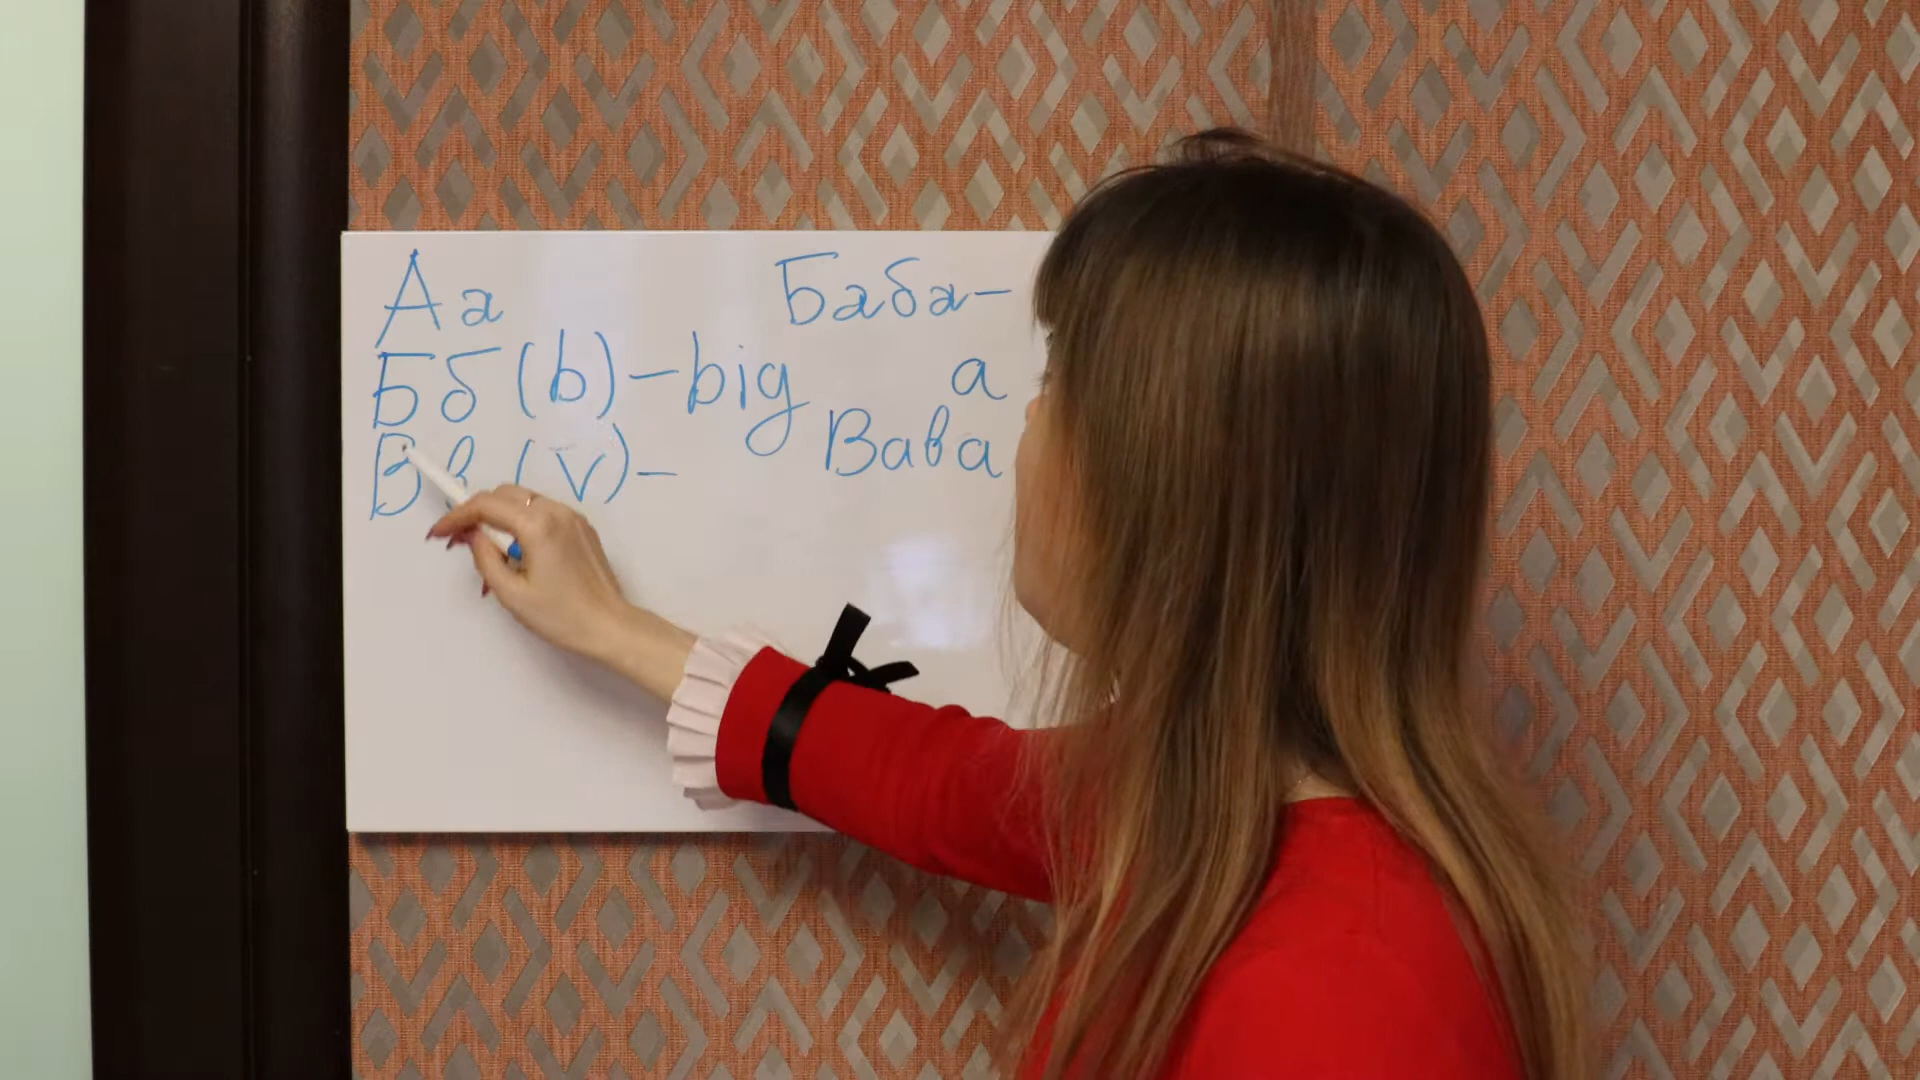 Аа
Баба-
Бб (b) - big
а
Вв (V) -
Вава